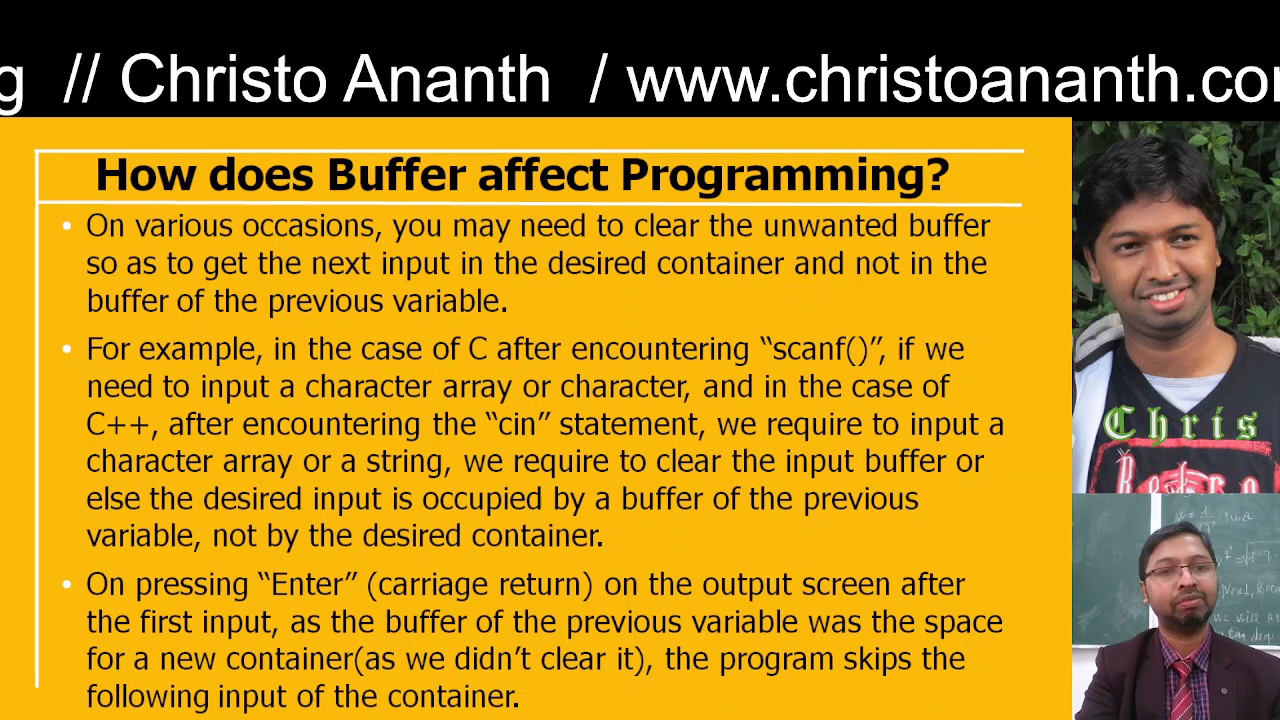 g // Christo Ananth / www.christoananth.co
How does Buffer affect Programming?
• On various occasions, you may need to clear the unwanted buffer
so as to get the next input in the desired container and not in the
buffer of the previous variable.
• For example, in the case of C after encountering “scanf()”, if we
need to input a character array or character, and in the case of
C++, after encountering the “cin” statement, we require to input a
character array or a string, we require to clear the input buffer or
else the desired input is occupied by a buffer of the previous
variable, not by the desired container.
• On pressing “Enter” (carriage return) on the output screen after
the first input, as the buffer of the previous variable was the space
for a new container(as we didn’t clear it), the program skips the
following input of the container.
Chris